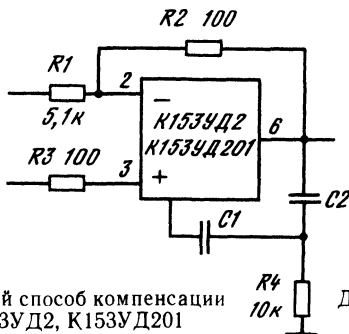 R2 100
R1
2
5,1к
К153УД2
К153УД201
6
R3 100
3
C1
C2
R4
10к
й способ компенсации
3УД2, К153УД201
Д